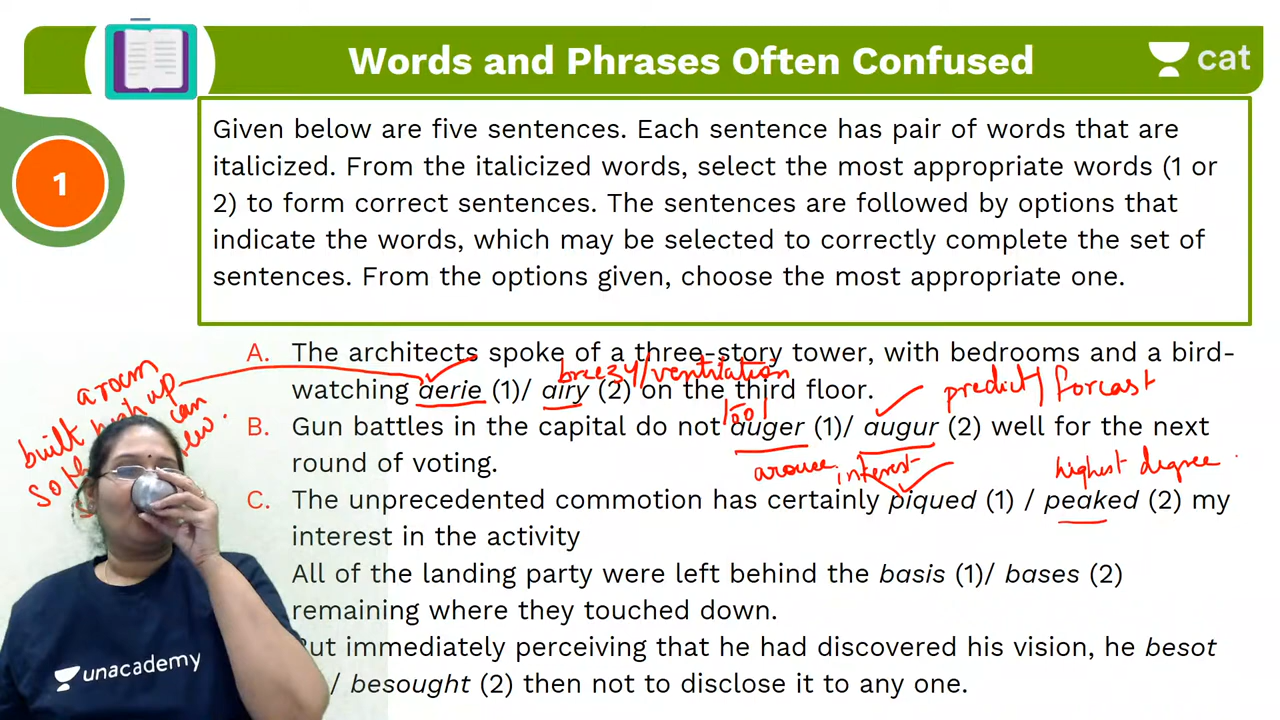 Words and Phrases Often Confused
cat
1
Given below are five sentences. Each sentence has pair of words that are
italicized. From the italicized words, select the most appropriate words (1 or
2) to form correct sentences. The sentences are followed by options that
indicate the words, which may be selected to correctly complete the set of
sentences. From the options given, choose the most appropriate one.
A. The architects spoke of a three-story tower, with bedrooms and a bird-
breezy/ventilation
watching aerie (1)/ airy (2) on the third floor.
a room
built high up
so can
view
tool
predict/forcast
B. Gun battles in the capital do not auger (1)/ augur (2) well for the next
round of voting.
arouse interest
highest degree.
C. The unprecedented commotion has certainly piqued (1) / peaked (2) my
interest in the activity
All of the landing party were left behind the basis (1)/ bases (2)
remaining where they touched down.
But immediately perceiving that he had discovered his vision, he besot
/ besought (2) then not to disclose it to any one.
unacademy